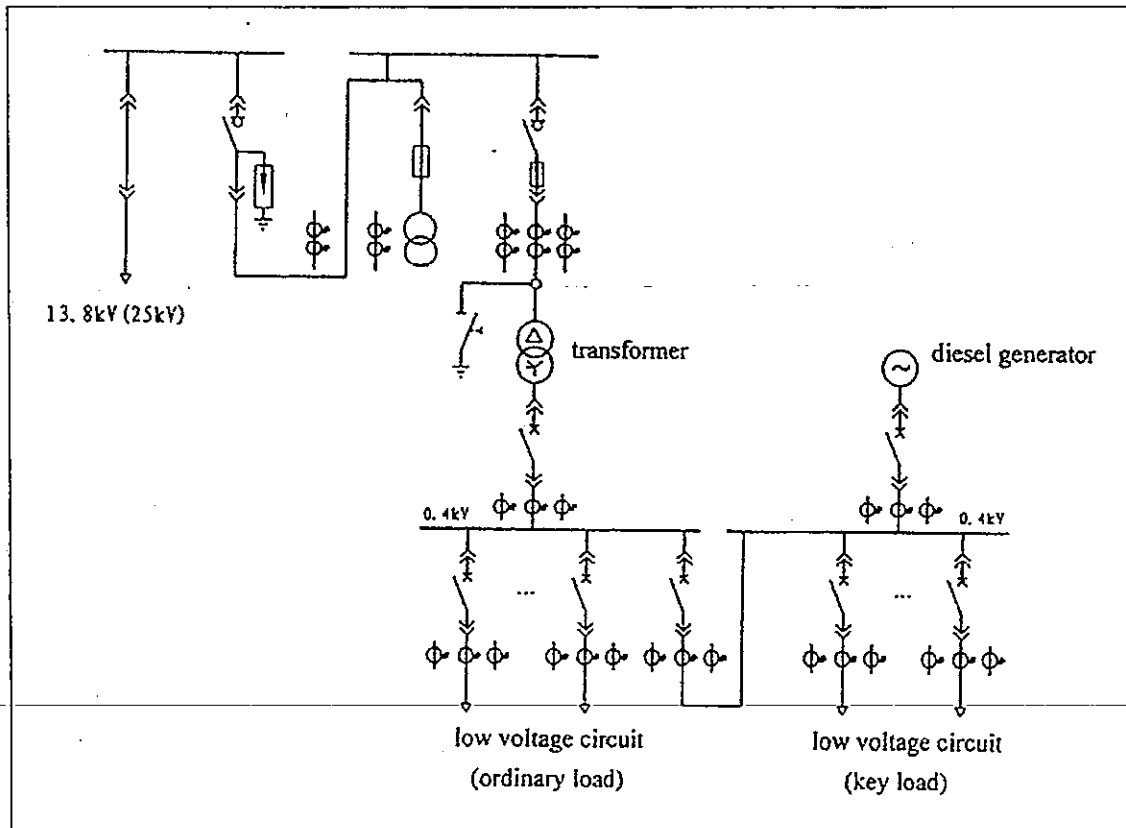 13.8kV (25kV)
transformer
diesel generator
0.4kV
0.4kV
...
...
low voltage circuit
(ordinary load)
low voltage circuit
(key load)